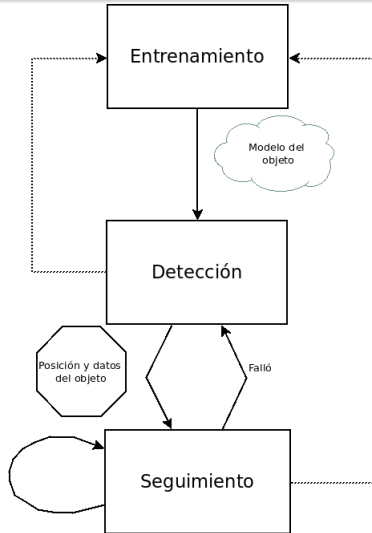 Entrenamiento
Modelo del
objeto
Detección
Posición y datos
del objeto
Falló
Seguimiento